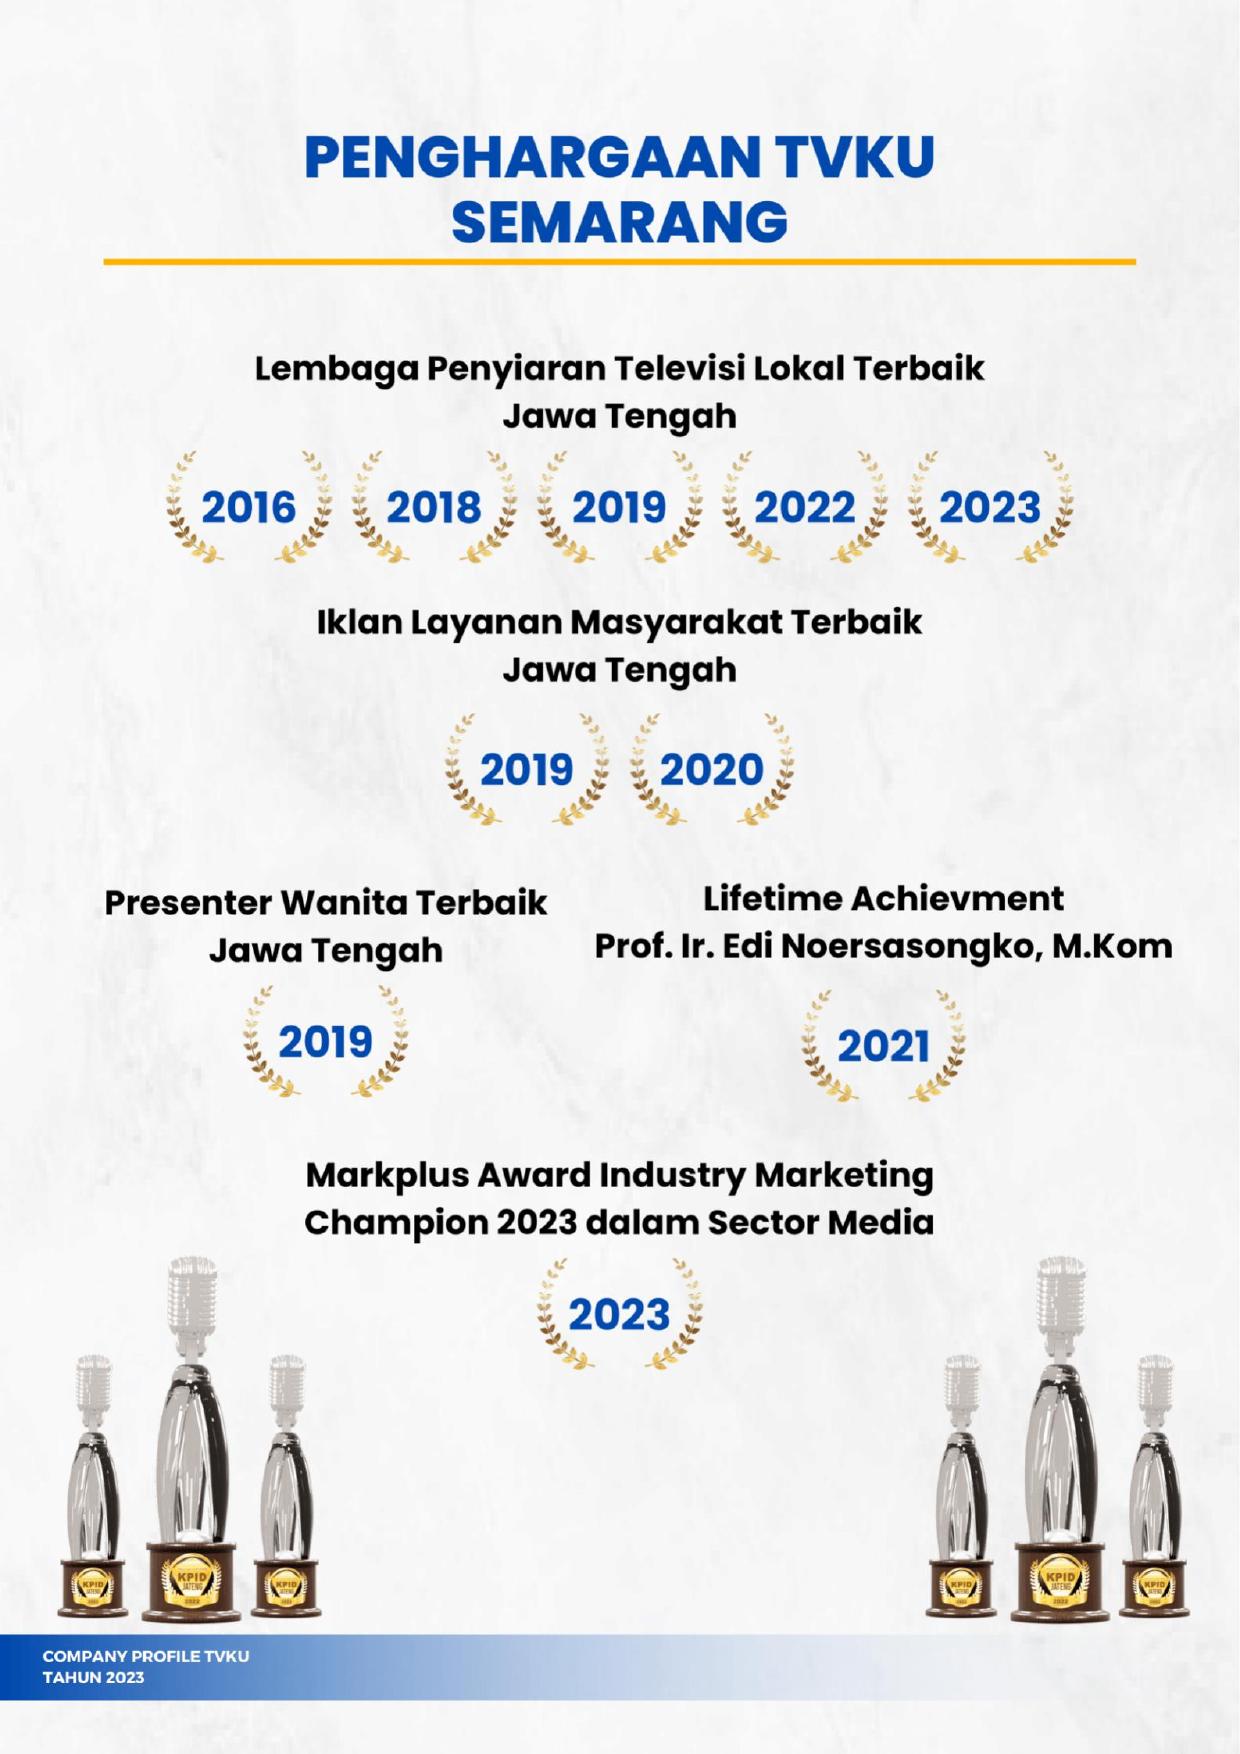 PENGHARGAAN TVKU
SEMARANG
Lembaga Penyiaran Televisi Lokal Terbaik
Jawa Tengah
2016 2018 2019 2022 2023
Iklan Layanan Masyarakat Terbaik
Jawa Tengah
2019 2020
Presenter Wanita Terbaik
Jawa Tengah
2019
Lifetime Achievment
Prof. Ir. Edi Noersasongko, M.Kom
2021
Markplus Award Industry Marketing
Champion 2023 dalam Sector Media
2023
KPID
JATENG
KPID
JATENG
2022
KPID
JATENG
KPID
JATENG
KPID
JATENG
2022
KPID
JATENG
COMPANY PROFILE TVKU
TAHUN 2023